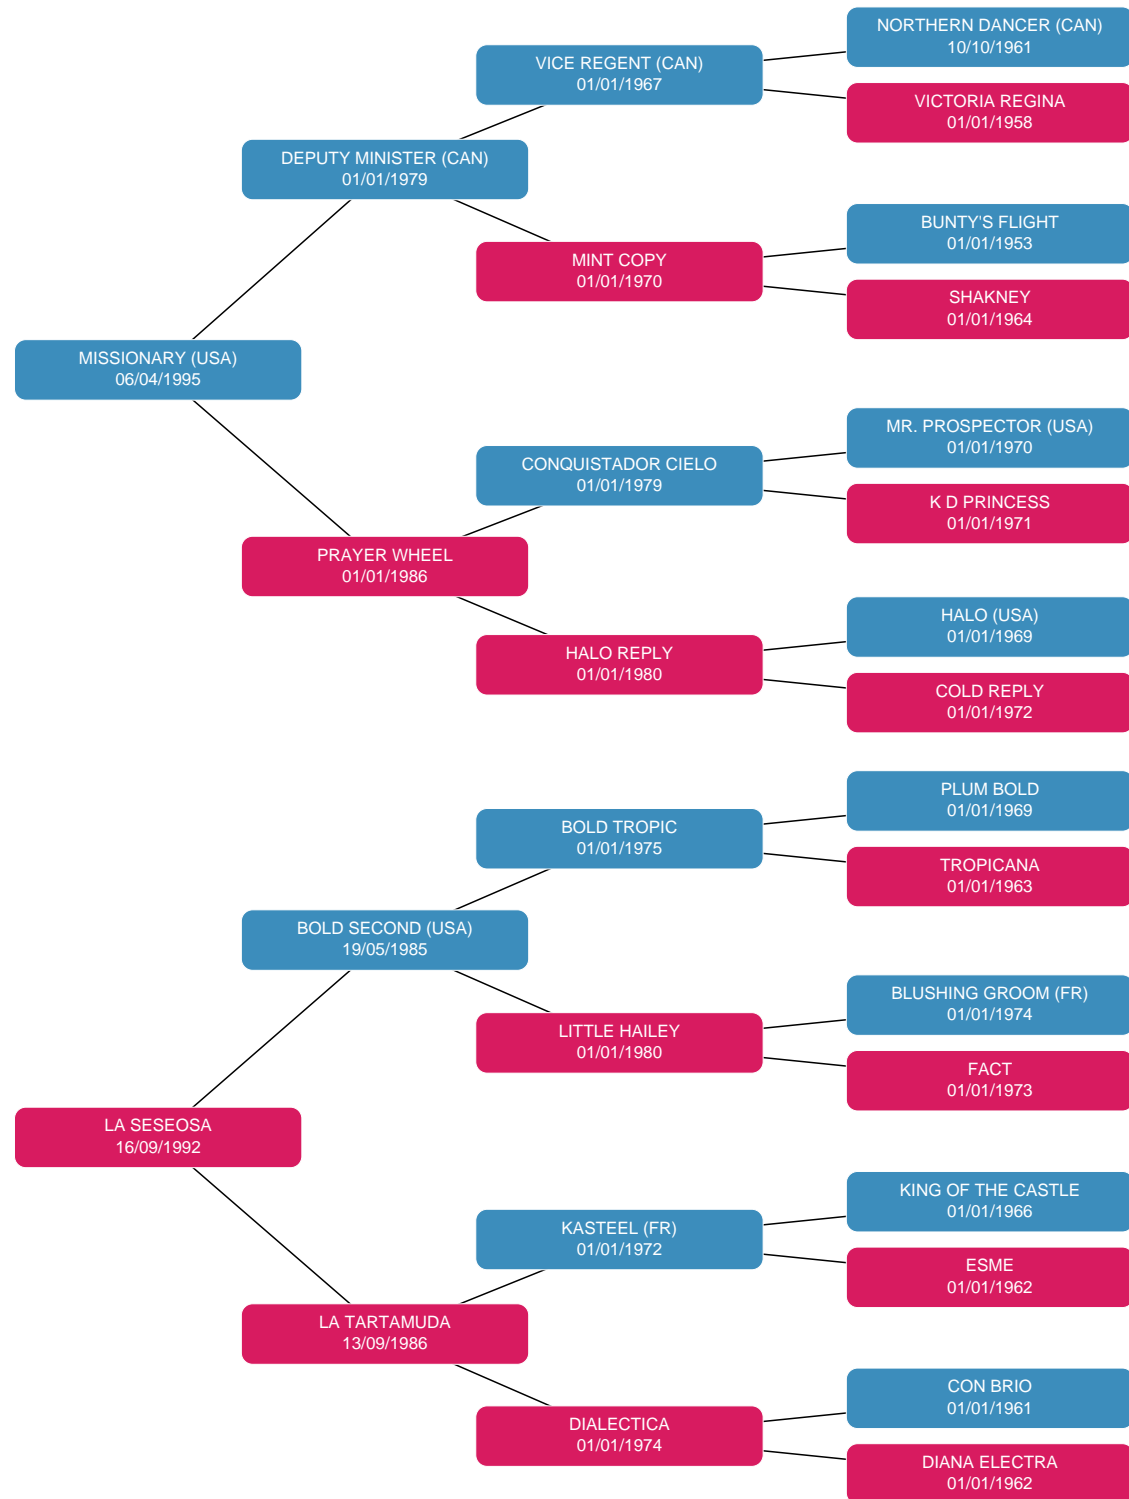 NORTHERN DANCER (CAN)
10/10/1961
VICE REGENT (CAN)
01/01/1967
VICTORIA REGINA
01/01/1958
DEPUTY MINISTER (CAN)
01/01/1979
BUNTY'S FLIGHT
01/01/1953
MINT COPY
01/01/1970
SHAKNEY
01/01/1964
MISSIONARY (USA)
06/04/1995
MR. PROSPECTOR (USA)
01/01/1970
CONQUISTADOR CIELO
01/01/1979
K D PRINCESS
01/01/1971
PRAYER WHEEL
01/01/1986
HALO (USA)
01/01/1969
HALO REPLY
01/01/1980
COLD REPLY
01/01/1972
PLUM BOLD
01/01/1969
BOLD TROPIC
01/01/1975
TROPICANA
01/01/1963
BOLD SECOND (USA)
19/05/1985
BLUSHING GROOM (FR)
01/01/1974
LITTLE HAILEY
01/01/1980
FACT
01/01/1973
LA SESEOSA
16/09/1992
KING OF THE CASTLE
01/01/1966
KASTEEL (FR)
01/01/1972
ESME
01/01/1962
LA TARTAMUDA
13/09/1986
CON BRIO
01/01/1961
DIALECTICA
01/01/1974
DIANA ELECTRA
01/01/1962